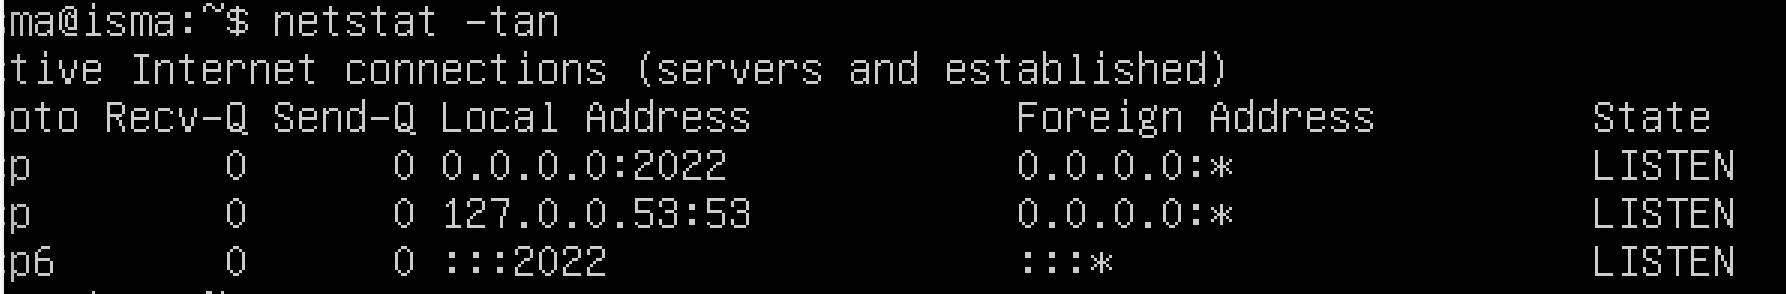 ma@isma:~$ netstat -tan
tive Internet connections (servers and established)
oto Recv-Q Send-Q Local Address Foreign Address State
p 0 0 0.0.0.0:2022 0.0.0.0:* LISTEN
p 0 0 127.0.0.53:53 0.0.0.0:* LISTEN
p6 0 0 :::2022 :::* LISTEN